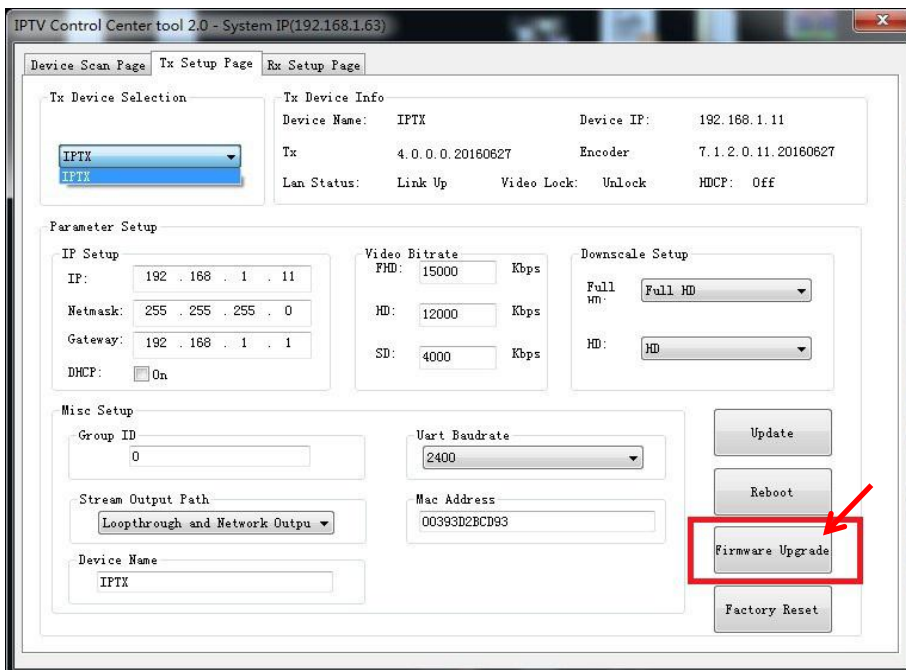 IPTV Control Center tool 2.0 - System IP(192.168.1.63)
Device Scan Page Tx Setup Page Rx Setup Page
Tx Device Selection
IPTX
IPTX
Tx Device Info
Device Name: IPTX Device IP: 192.168.1.11
Tx 4.0.0.0.20160627 Encoder 7.1.2.0.11.20160627
Lan Status: Link Up Video Lock: Unlock HDCP: Off
Parameter Setup
IP Setup
IP: 192 . 168 . 1 . 11
Netmask: 255 . 255 . 255 . 0
Gateway: 192 . 168 . 1 . 1
DHCP: On
Video Bitrate
FHD: 15000 Kbps
HD: 12000 Kbps
SD: 4000 Kbps
Downscale Setup
Full Full HD
HD: HD
Misc Setup
Group ID
0
Uart Baudrate
2400
Stream Output Path
Loopthrough and Network Outpu
Mac Address
00393D2BCD93
Device Name
IPTX
Update
Reboot
Firmware Upgrade
Factory Reset